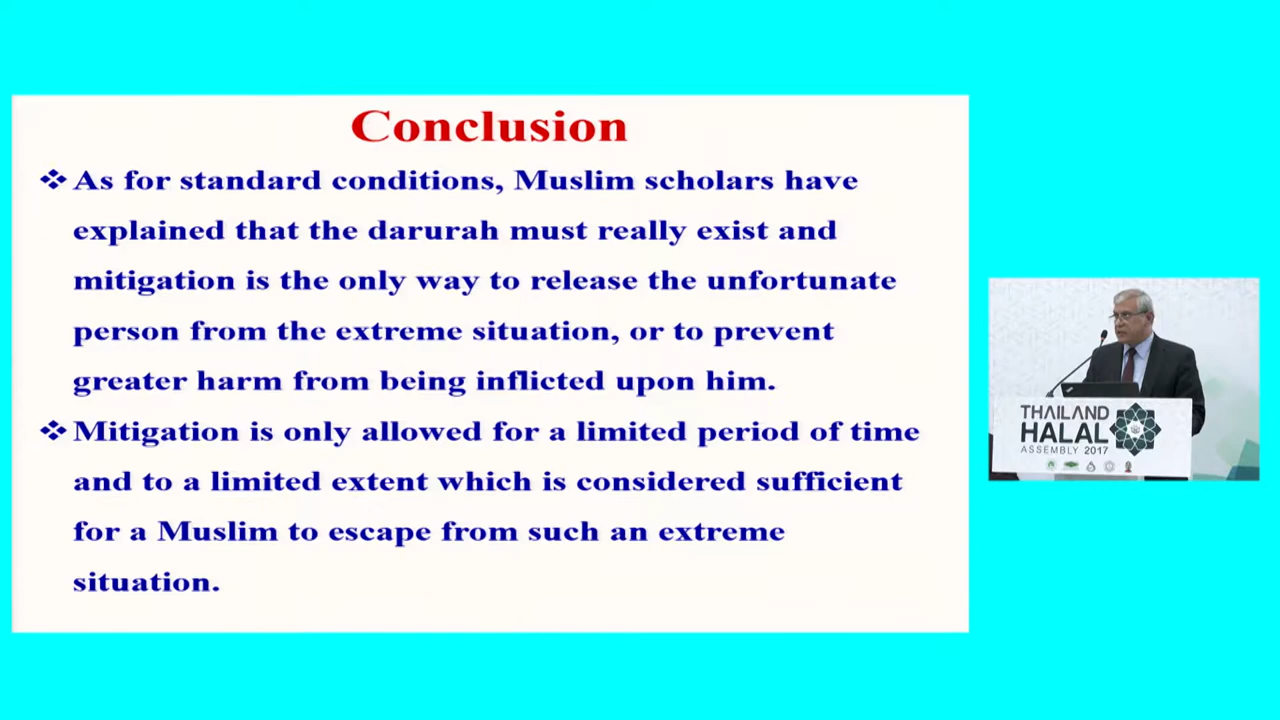 Conclusion
❖ As for standard conditions, Muslim scholars have
explained that the darurah must really exist and
mitigation is the only way to release the unfortunate
person from the extreme situation, or to prevent
greater harm from being inflicted upon him.
❖ Mitigation is only allowed for a limited period of time
and to a limited extent which is considered sufficient
for a Muslim to escape from such an extreme
situation.
THAILAND
HALAL
ASSEMBLY 2017